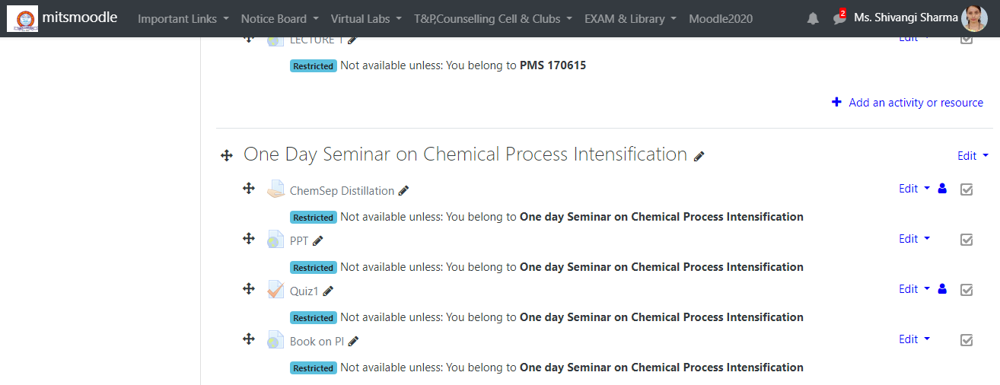 mitsmoodle Important Links Notice Board Virtual Labs T&P,Counselling Cell & Clubs EXAM & Library Moodle2020 2 Ms. Shivangi Sharma
LECTURE 1 Edit
Restricted Not available unless: You belong to PMS 170615
Add an activity or resource
One Day Seminar on Chemical Process Intensification Edit
ChemSep Distillation Edit
Restricted Not available unless: You belong to One day Seminar on Chemical Process Intensification
PPT Edit
Restricted Not available unless: You belong to One day Seminar on Chemical Process Intensification
Quiz1 Edit
Restricted Not available unless: You belong to One day Seminar on Chemical Process Intensification
Book on PI Edit
Restricted Not available unless: You belong to One day Seminar on Chemical Process Intensification